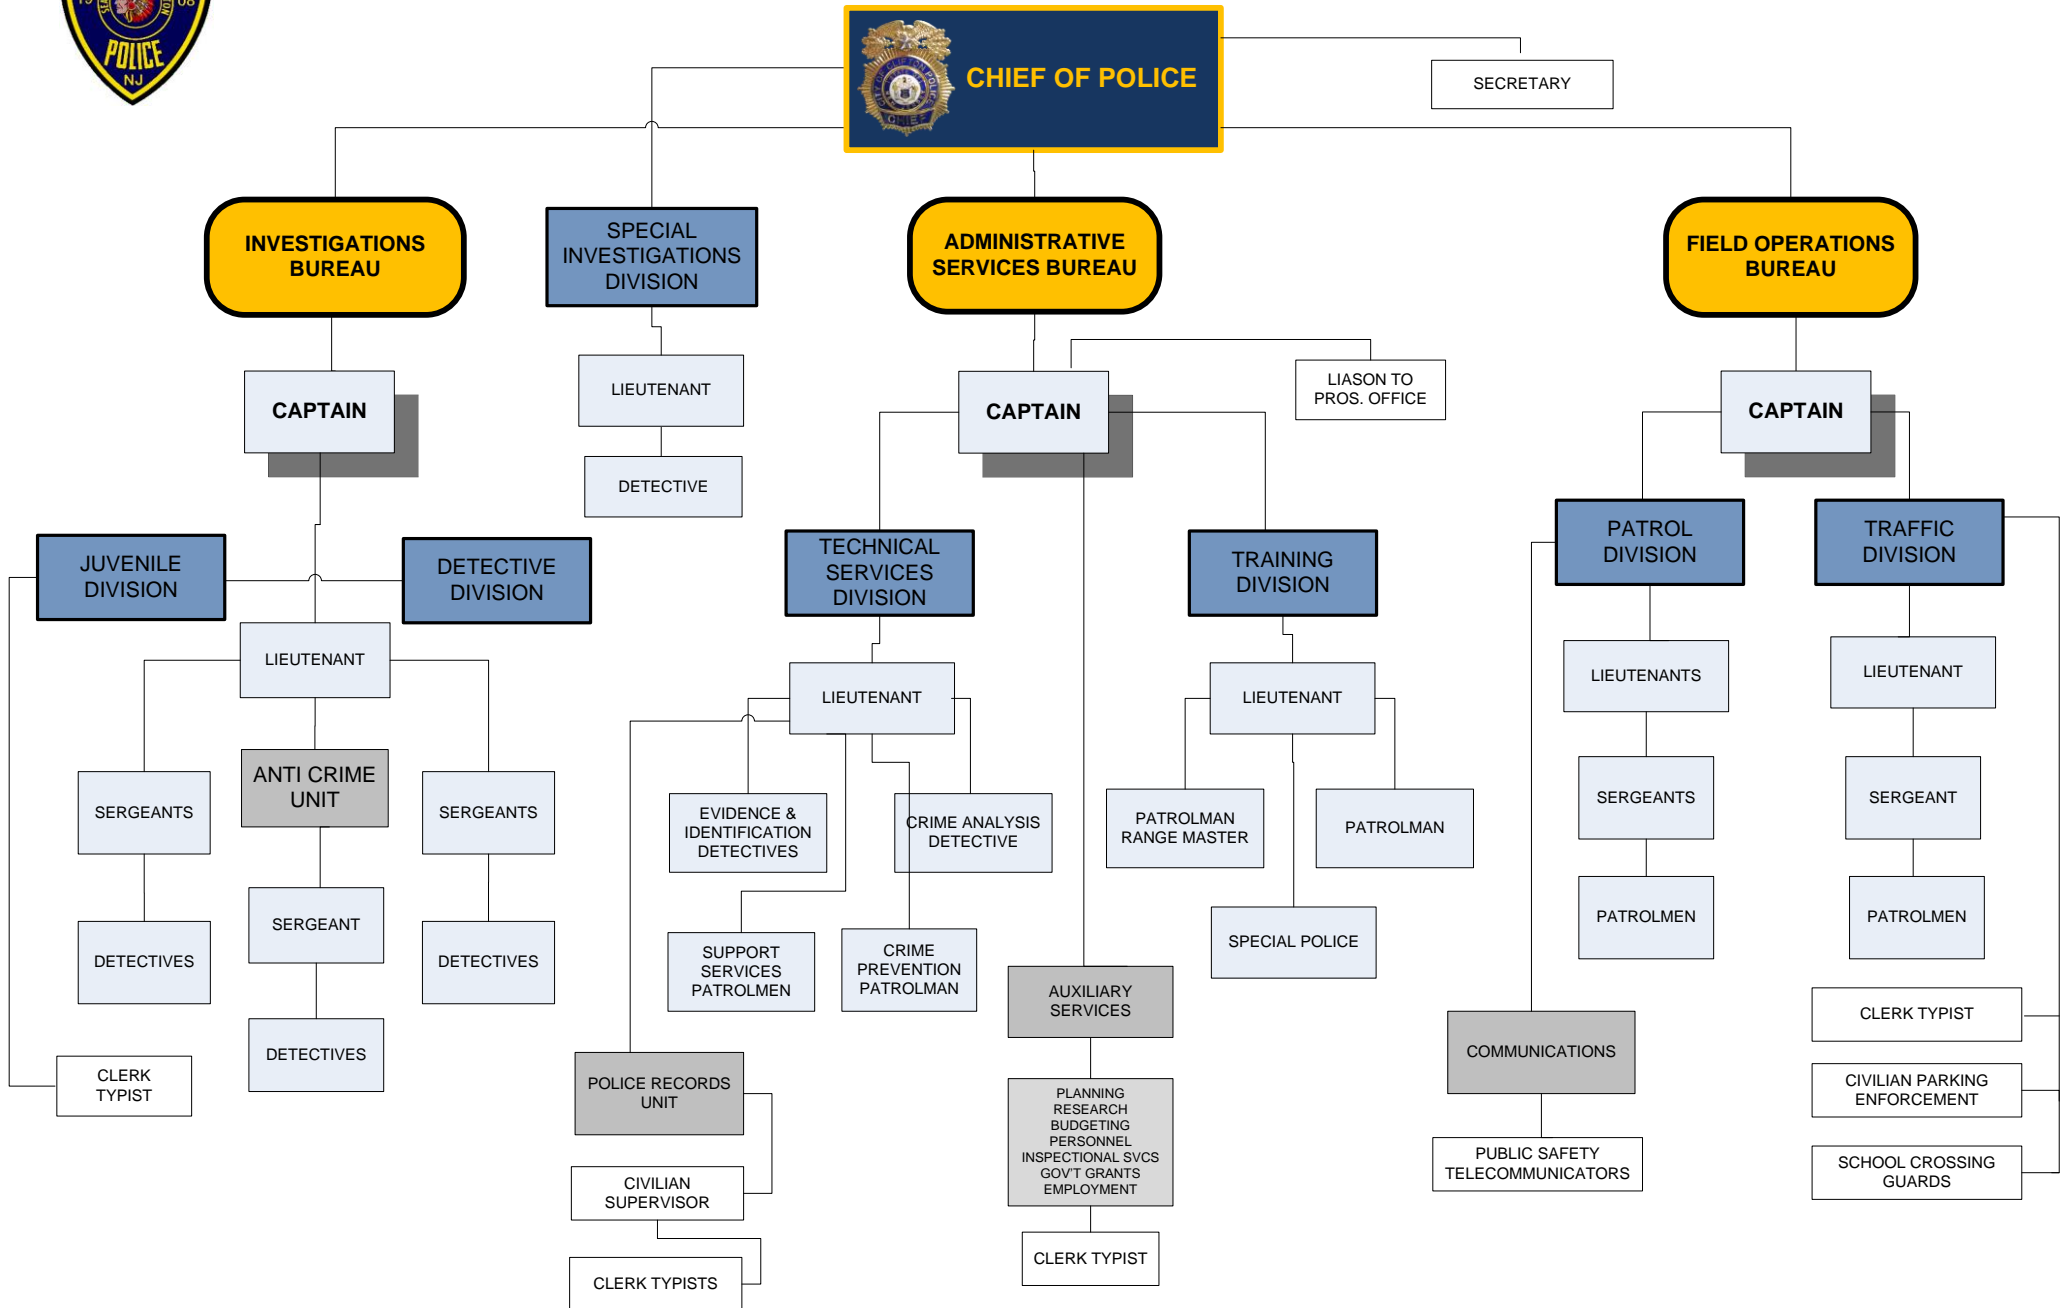 POLICE
NJ
CITY OF CLIFTON POLICE
CHIEF
CHIEF OF POLICE
SECRETARY
INVESTIGATIONS
BUREAU
SPECIAL
INVESTIGATIONS
DIVISION
ADMINISTRATIVE
SERVICES BUREAU
FIELD OPERATIONS
BUREAU
CAPTAIN
LIEUTENANT
CAPTAIN
LIASON TO
PROS. OFFICE
CAPTAIN
DETECTIVE
JUVENILE
DIVISION
DETECTIVE
DIVISION
TECHNICAL
SERVICES
DIVISION
TRAINING
DIVISION
PATROL
DIVISION
TRAFFIC
DIVISION
LIEUTENANT
LIEUTENANT
LIEUTENANT
LIEUTENANTS
LIEUTENANT
SERGEANTS
ANTI CRIME
UNIT
SERGEANTS
EVIDENCE &
IDENTIFICATION
DETECTIVES
CRIME ANALYSIS
DETECTIVE
PATROLMAN
RANGE MASTER
PATROLMAN
SERGEANTS
SERGEANT
DETECTIVES
SERGEANT
DETECTIVES
SUPPORT
SERVICES
PATROLMEN
CRIME
PREVENTION
PATROLMAN
SPECIAL POLICE
PATROLMEN
PATROLMEN
AUXILIARY
SERVICES
CLERK TYPIST
DETECTIVES
COMMUNICATIONS
CLERK
TYPIST
POLICE RECORDS
UNIT
PLANNING
RESEARCH
BUDGETING
PERSONNEL
INSPECTIONAL SVCS
GOV'T GRANTS
EMPLOYMENT
CIVILIAN PARKING
ENFORCEMENT
CIVILIAN
SUPERVISOR
PUBLIC SAFETY
TELECOMMUNICATORS
SCHOOL CROSSING
GUARDS
CLERK TYPIST
CLERK TYPISTS